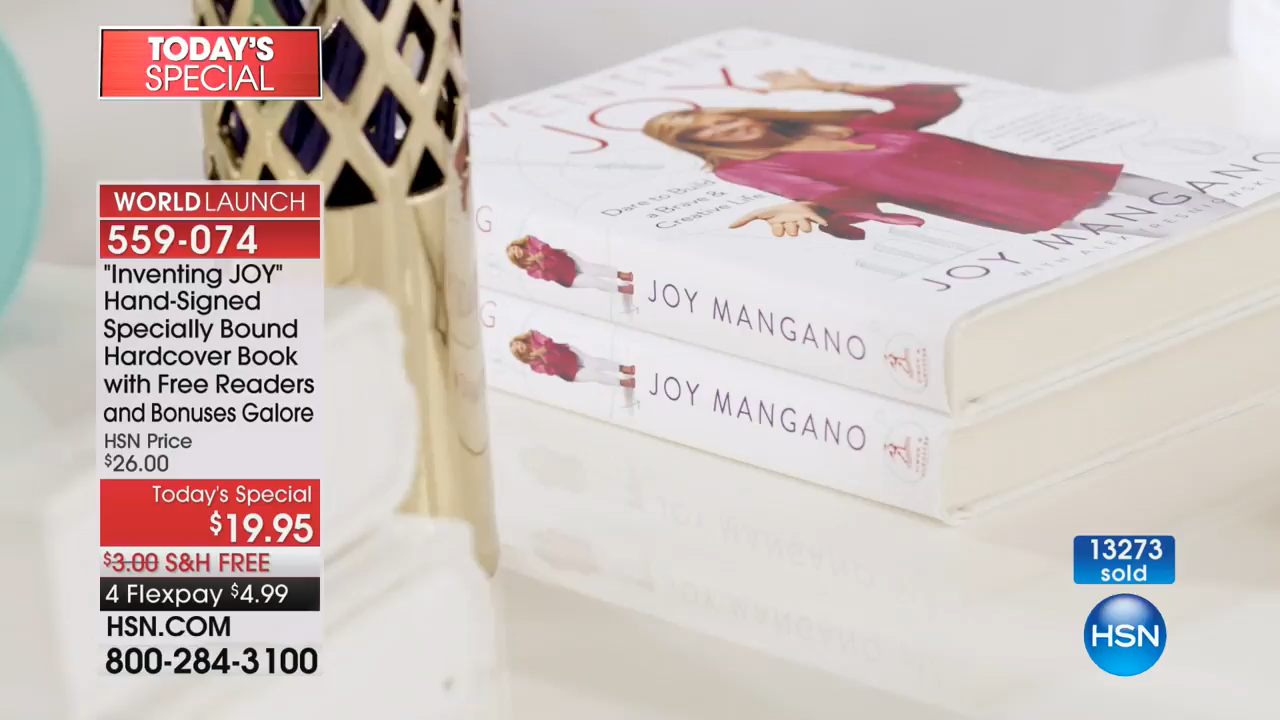 TODAY'S
SPECIAL
WORLD LAUNCH
559-074
"Inventing JOY"
Hand-Signed
Specially Bound
Hardcover Book
with Free Readers
and Bonuses Galore
HSN Price
$26.00
Today's Special
$19.95
$3.00 S&H FREE
4 Flexpay $4.99
HSN.COM
800-284-3100
JOY
Dare to Build
a Brave &
Creative Life
JOY MANGANO
JOY MANGANO
JOY MANGANO
13273
sold
HSN